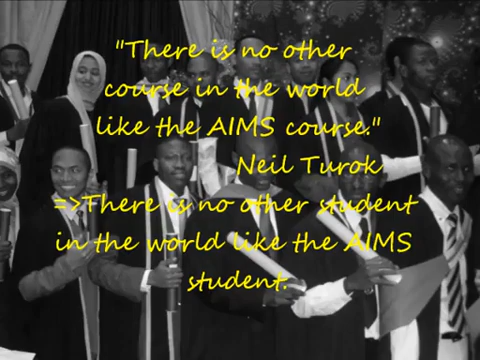 "There is no other
course in the world
like the AIMS course."
Neil Turok
=>There is no other student
in the world like the AIMS
student.